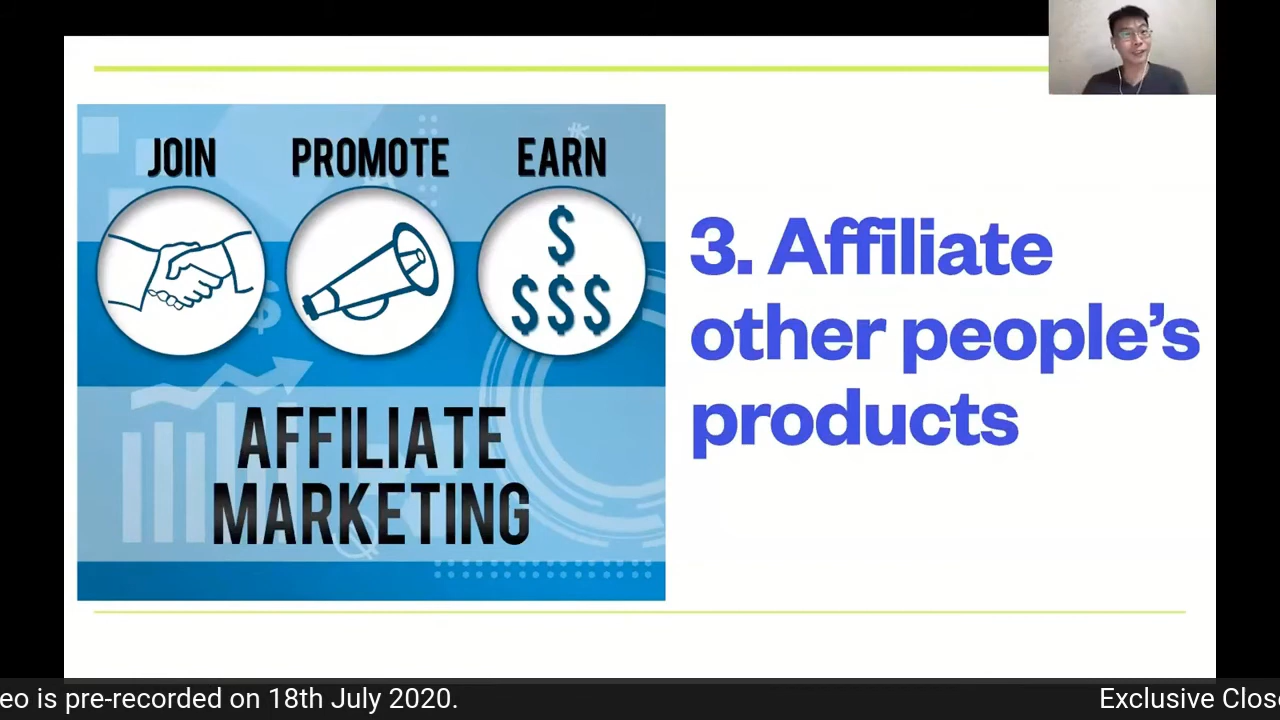 JOIN PROMOTE EARN
$
$$$
AFFILIATE
MARKETING
3. Affiliate
other people’s
products
eo is pre-recorded on 18th July 2020.
Exclusive Close